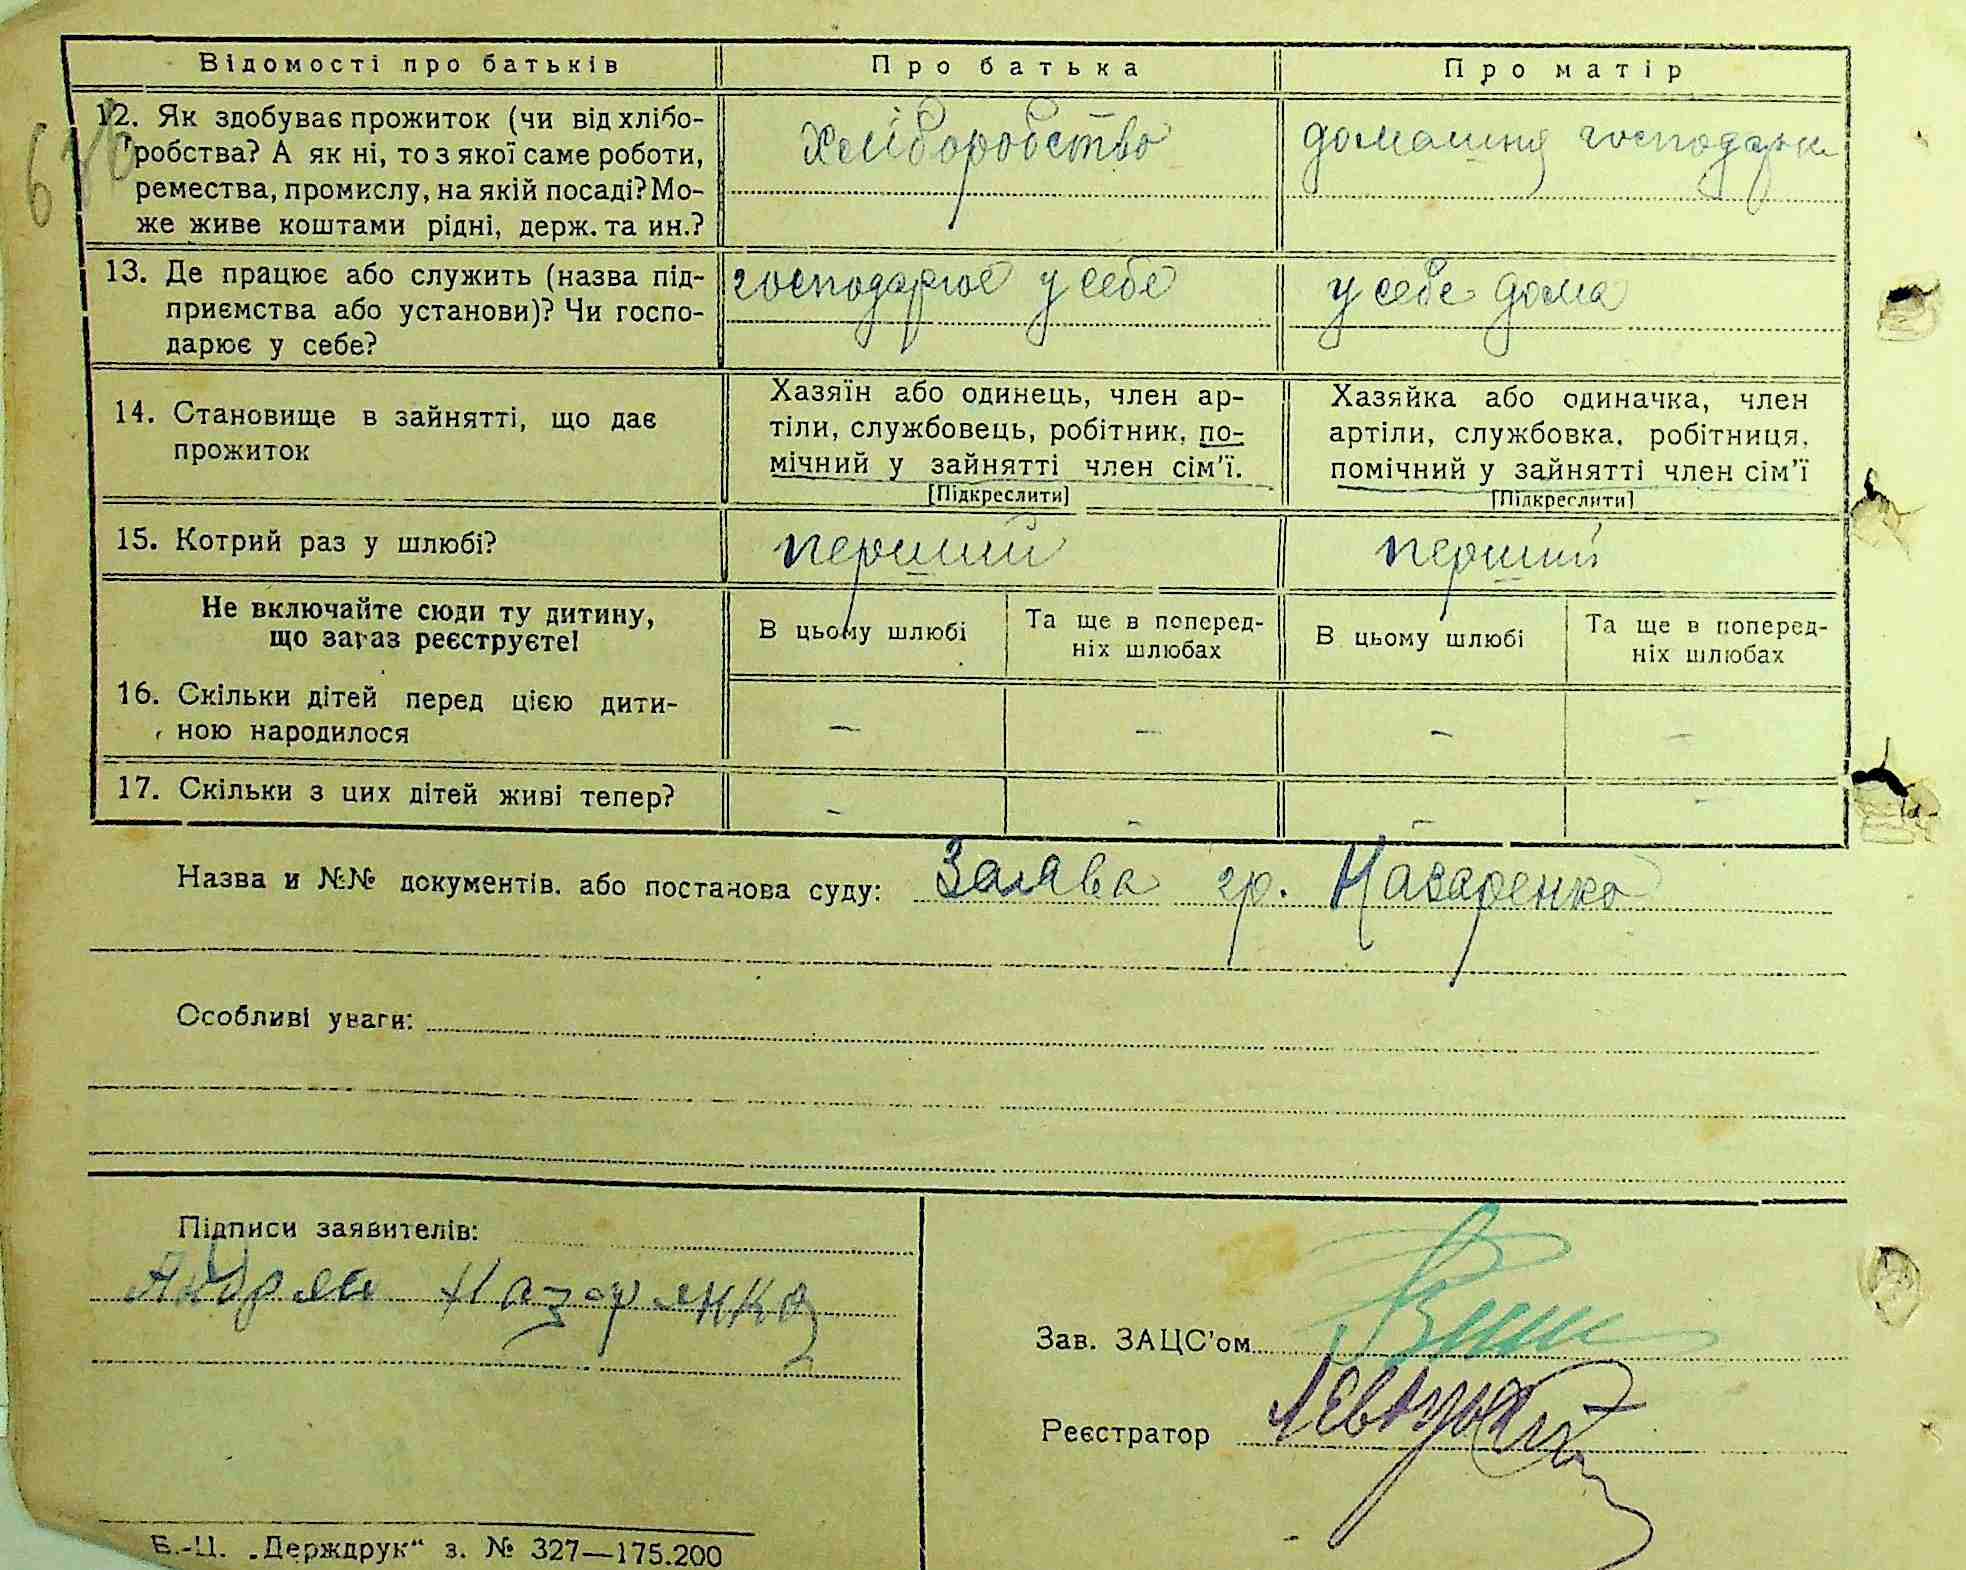 Відомості про батьків Про батька Про матір
12. Як здобуває прожиток (чи від хлібо-
робства? А як ні, то з якої саме роботи,
ремества, промислу, на якій посаді? Мо-
же живе коштами рідні, держ. та ин.?
хліборобство
домашня господарк
13. Де працює або служить (назва під-
приємства або установи)? Чи госпо-
дарює у себе?
господарює у себе
у себе дома
14. Становище в зайнятті, що дає
прожиток
Хазяїн або одинець, член ар-
тіли, службовець, робітник, по-
мічний у зайнятті член сім'ї.
[Підкреслити]
Хазяйка або одиначка, член
артіли, службовка, робітниця,
помічний у зайнятті член сім'ї
[Підкреслити]
15. Котрий раз у шлюбі? перший перший
Не включайте сюди ту дитину,
що зараз реєструєте!
В цьому шлюбі
Та ще в поперед-
ніх шлюбах
В цьому шлюбі
Та ще в поперед-
ніх шлюбах
16. Скільки дітей перед цією дити-
ною народилося
– – – –
17. Скільки з цих дітей живі тепер?
– – – –
Назва и №№ документів, або постанова суду: Заява гр. Назаренко
Особливі уваги:
Підписи заявителів:
Андрей Назаренко
Зав. ЗАЦС'ом
Реєстратор
Б.-Ц. „Держдрук" з. № 327—175.200